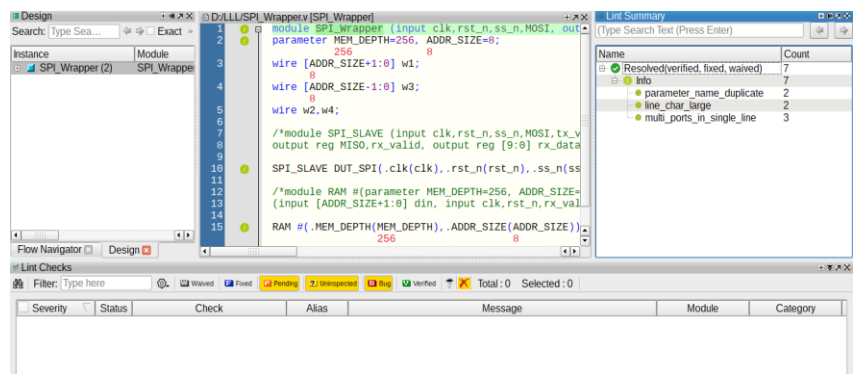 Design
Search: Type Sea... Exact »
Instance Module
SPI_Wrapper (2) SPI_Wrappe
Flow Navigator Design
D:/LLL/SPI_Wrapper.v [SPI_Wrapper]
1 module SPI_Wrapper (input clk,rst_n,ss_n,MOSI, out
2 parameter MEM_DEPTH=256, ADDR_SIZE=8;
256 8
3 wire [ADDR_SIZE+1:0] w1;
8
4 wire [ADDR_SIZE-1:0] w3;
8
5 wire w2,w4;
6
7 /*module SPI_SLAVE (input clk,rst_n,ss_n,MOSI,tx_v
8 output reg MISO,rx_valid, output reg [9:0] rx_data
9
10 SPI_SLAVE DUT_SPI(.clk(clk),.rst_n(rst_n),.ss_n(ss
11
12 /*module RAM #(parameter MEM_DEPTH=256, ADDR_SIZE=
13 (input [ADDR_SIZE+1:0] din, input clk,rst_n,rx_val
14
15 RAM #(.MEM_DEPTH(MEM_DEPTH),.ADDR_SIZE(ADDR_SIZE))
256 8
Lint Summary
(Type Search Text (Press Enter)
Name Count
Resolved(verified, fixed, waived) 7
Info 7
parameter_name_duplicate 2
line_char_large 2
multi_ports_in_single_line 3
Lint Checks
Filter: Type here Waived Fixed Pending Uninspected Bug Verified Total : 0 Selected : 0
Severity Status Check Alias Message Module Category